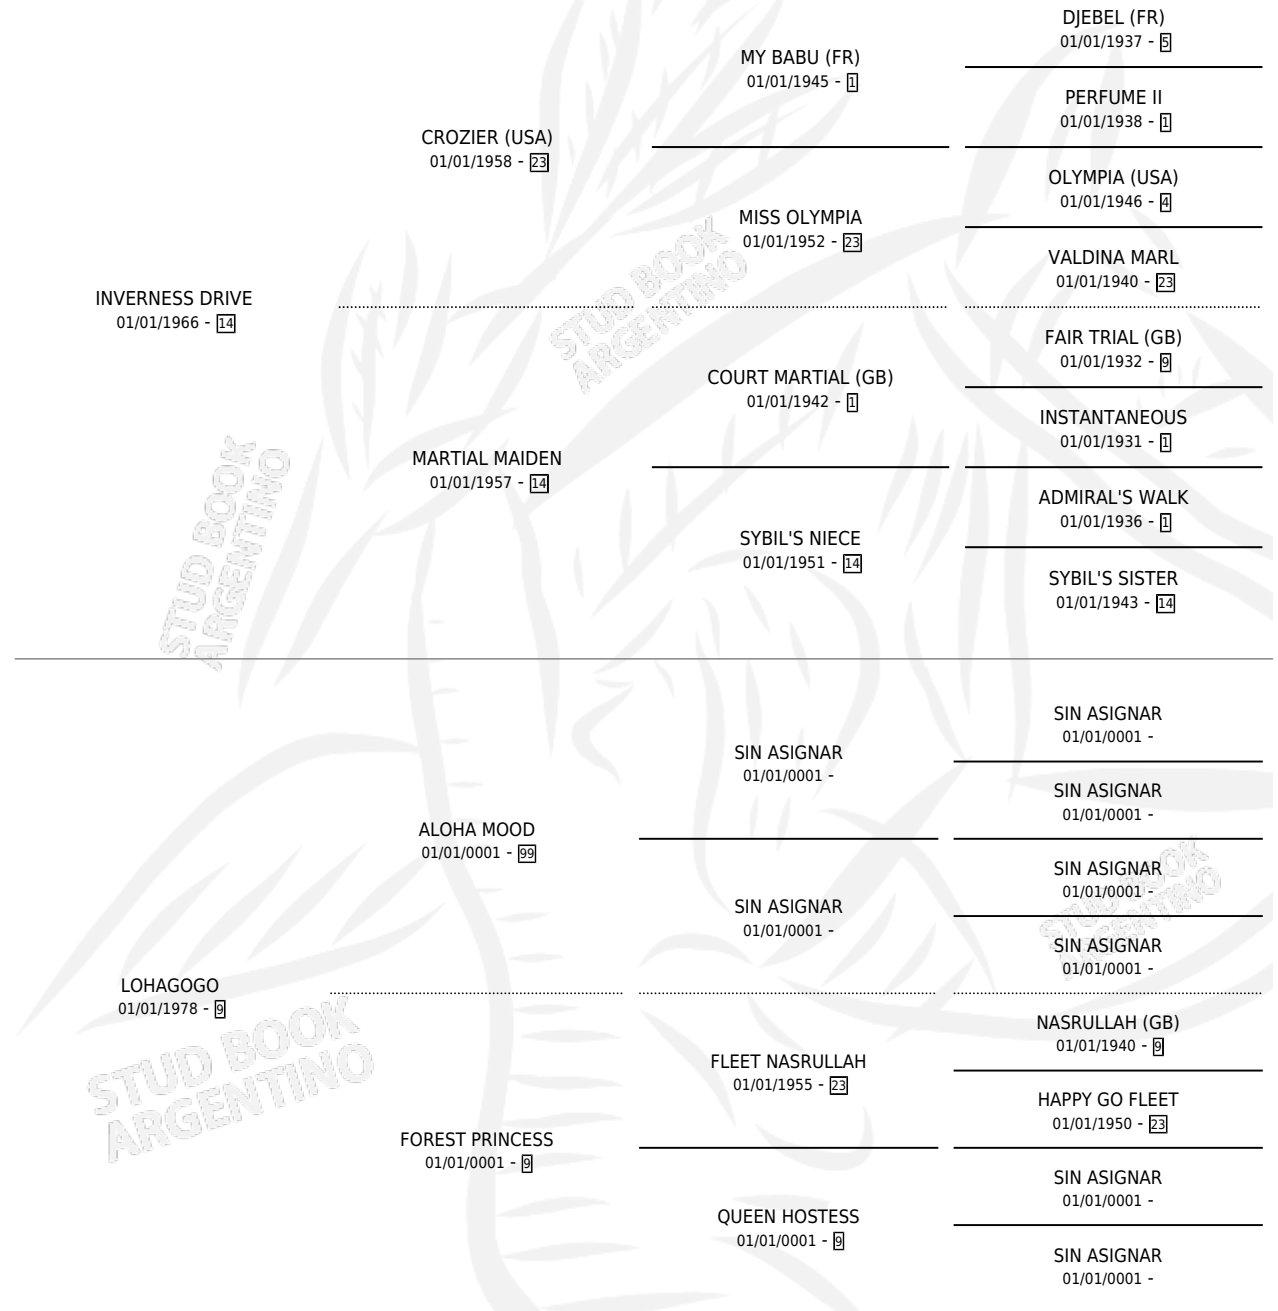 DJEBEL (FR)
01/01/1937 - 5
MY BABU (FR)
01/01/1945 - 1
PERFUME II
01/01/1938 - 1
CROZIER (USA)
01/01/1958 - 23
OLYMPIA (USA)
01/01/1946 - 4
MISS OLYMPIA
01/01/1952 - 23
VALDINA MARL
01/01/1940 - 23
INVERNESS DRIVE
01/01/1966 - 14
FAIR TRIAL (GB)
01/01/1932 - 9
COURT MARTIAL (GB)
01/01/1942 - 1
INSTANTANEOUS
01/01/1931 - 1
MARTIAL MAIDEN
01/01/1957 - 14
ADMIRAL'S WALK
01/01/1936 - 1
SYBIL'S NIECE
01/01/1951 - 14
SYBIL'S SISTER
01/01/1943 - 14
STUD BOOK
ARGENTINO
STUD BOOK
ARGENTINO
SIN ASIGNAR
01/01/0001 -
SIN ASIGNAR
01/01/0001 -
SIN ASIGNAR
01/01/0001 -
ALOHA MOOD
01/01/0001 - 99
SIN ASIGNAR
01/01/0001 -
SIN ASIGNAR
01/01/0001 -
SIN ASIGNAR
01/01/0001 -
STUD BOOK
ARGENTINO
LOHAGOGO
01/01/1978 - 9
NASRULLAH (GB)
01/01/1940 - 9
FLEET NASRULLAH
01/01/1955 - 23
HAPPY GO FLEET
01/01/1950 - 23
FOREST PRINCESS
01/01/0001 - 9
SIN ASIGNAR
01/01/0001 -
QUEEN HOSTESS
01/01/0001 - 9
SIN ASIGNAR
01/01/0001 -
STUD BOOK
ARGENTINO